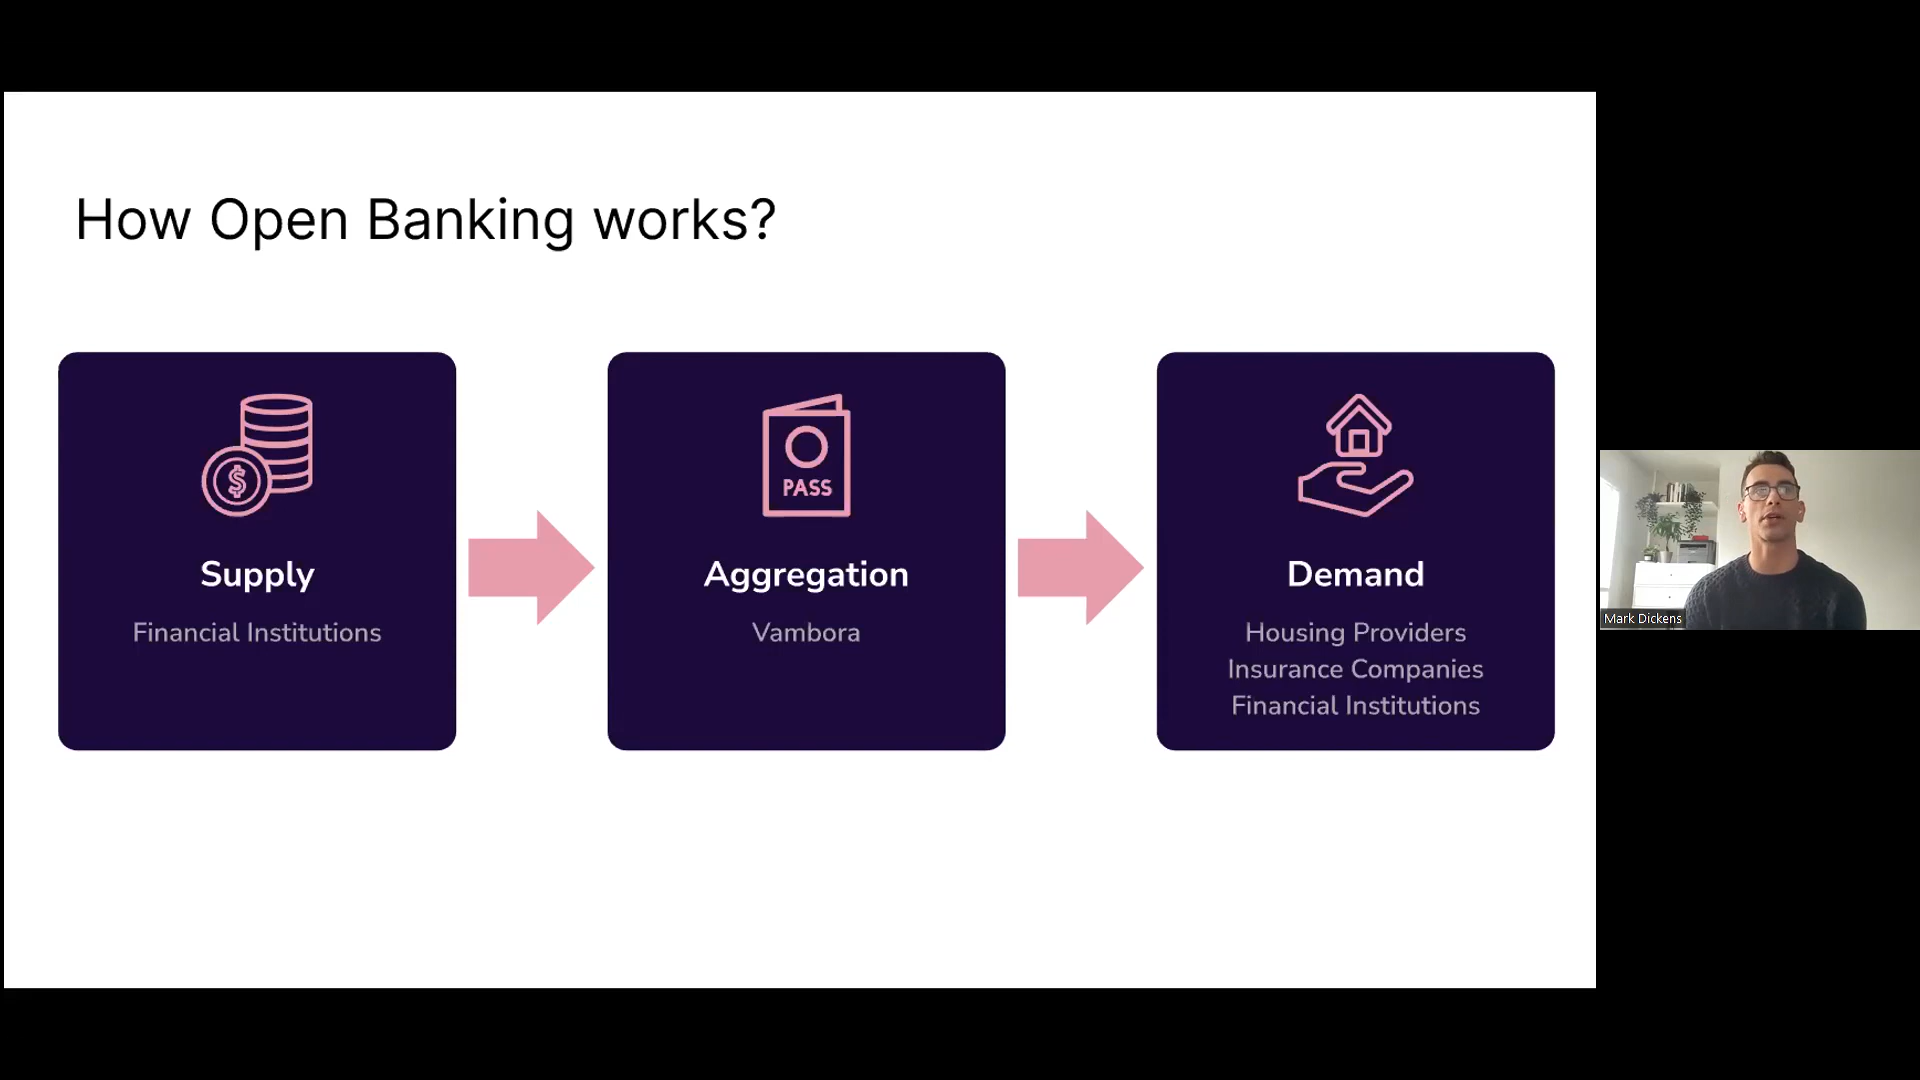 How Open Banking works?
$
Supply
Financial Institutions
PASS
Aggregation
Vambora
Demand
Housing Providers
Insurance Companies
Financial Institutions
Mark Dickens